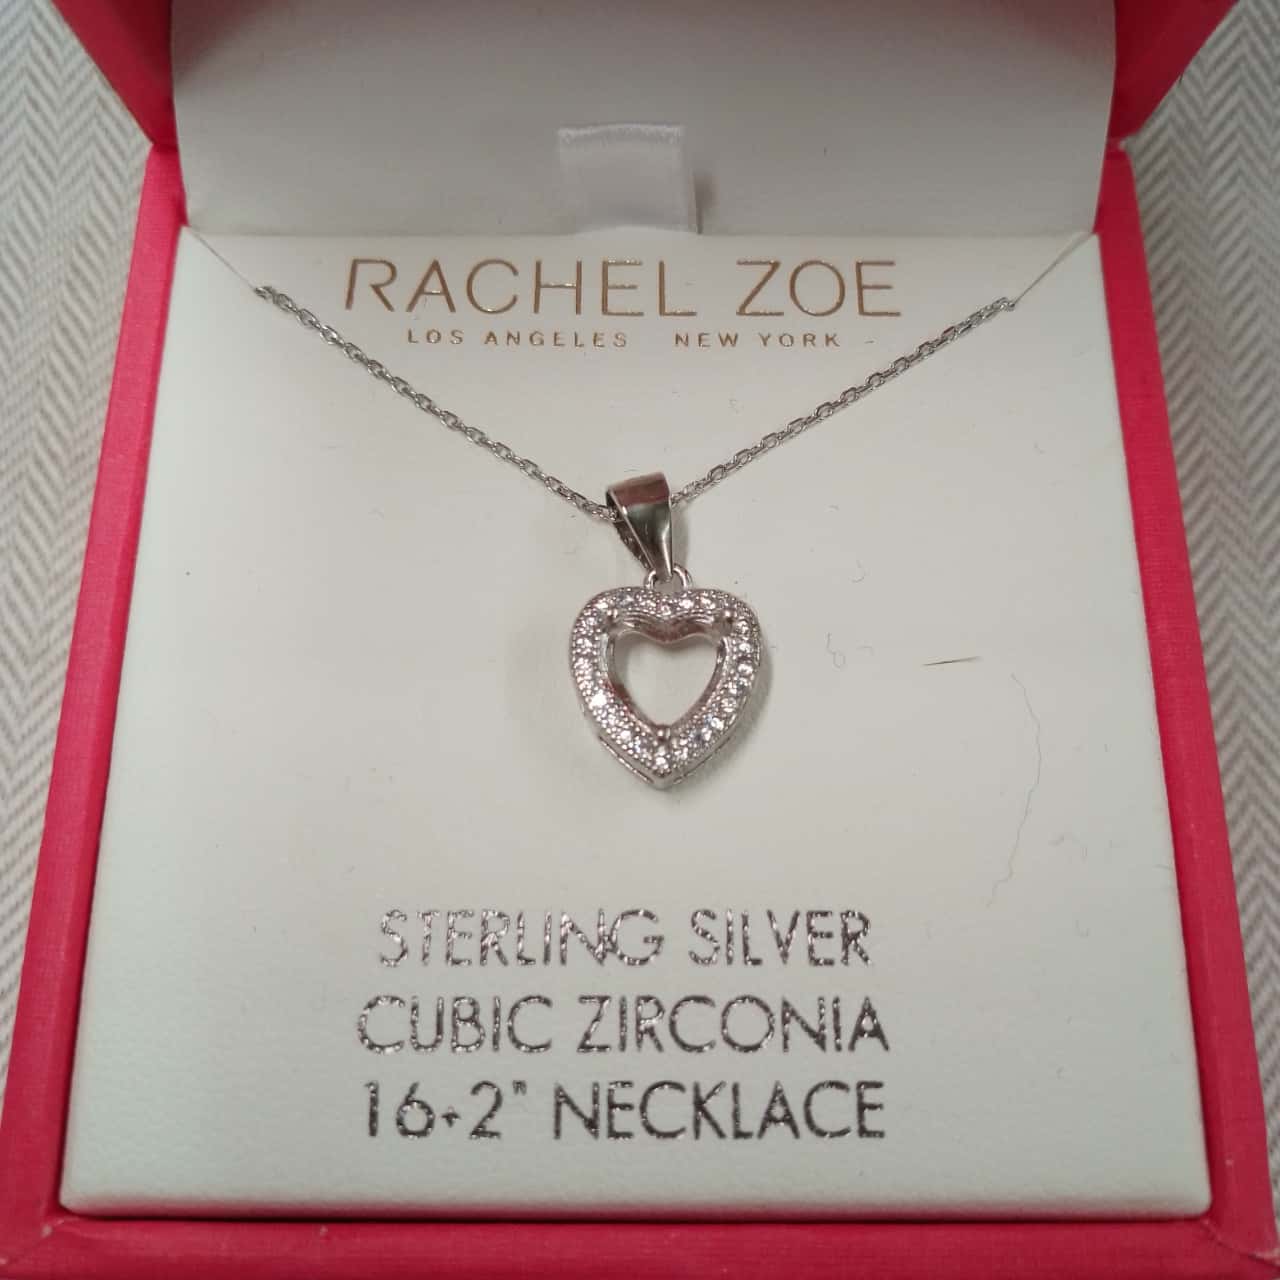 RACHEL ZOE
LOS ANGELES NEW YORK
STERLING SILVER
CUBIC ZIRCONIA
16+2" NECKLACE